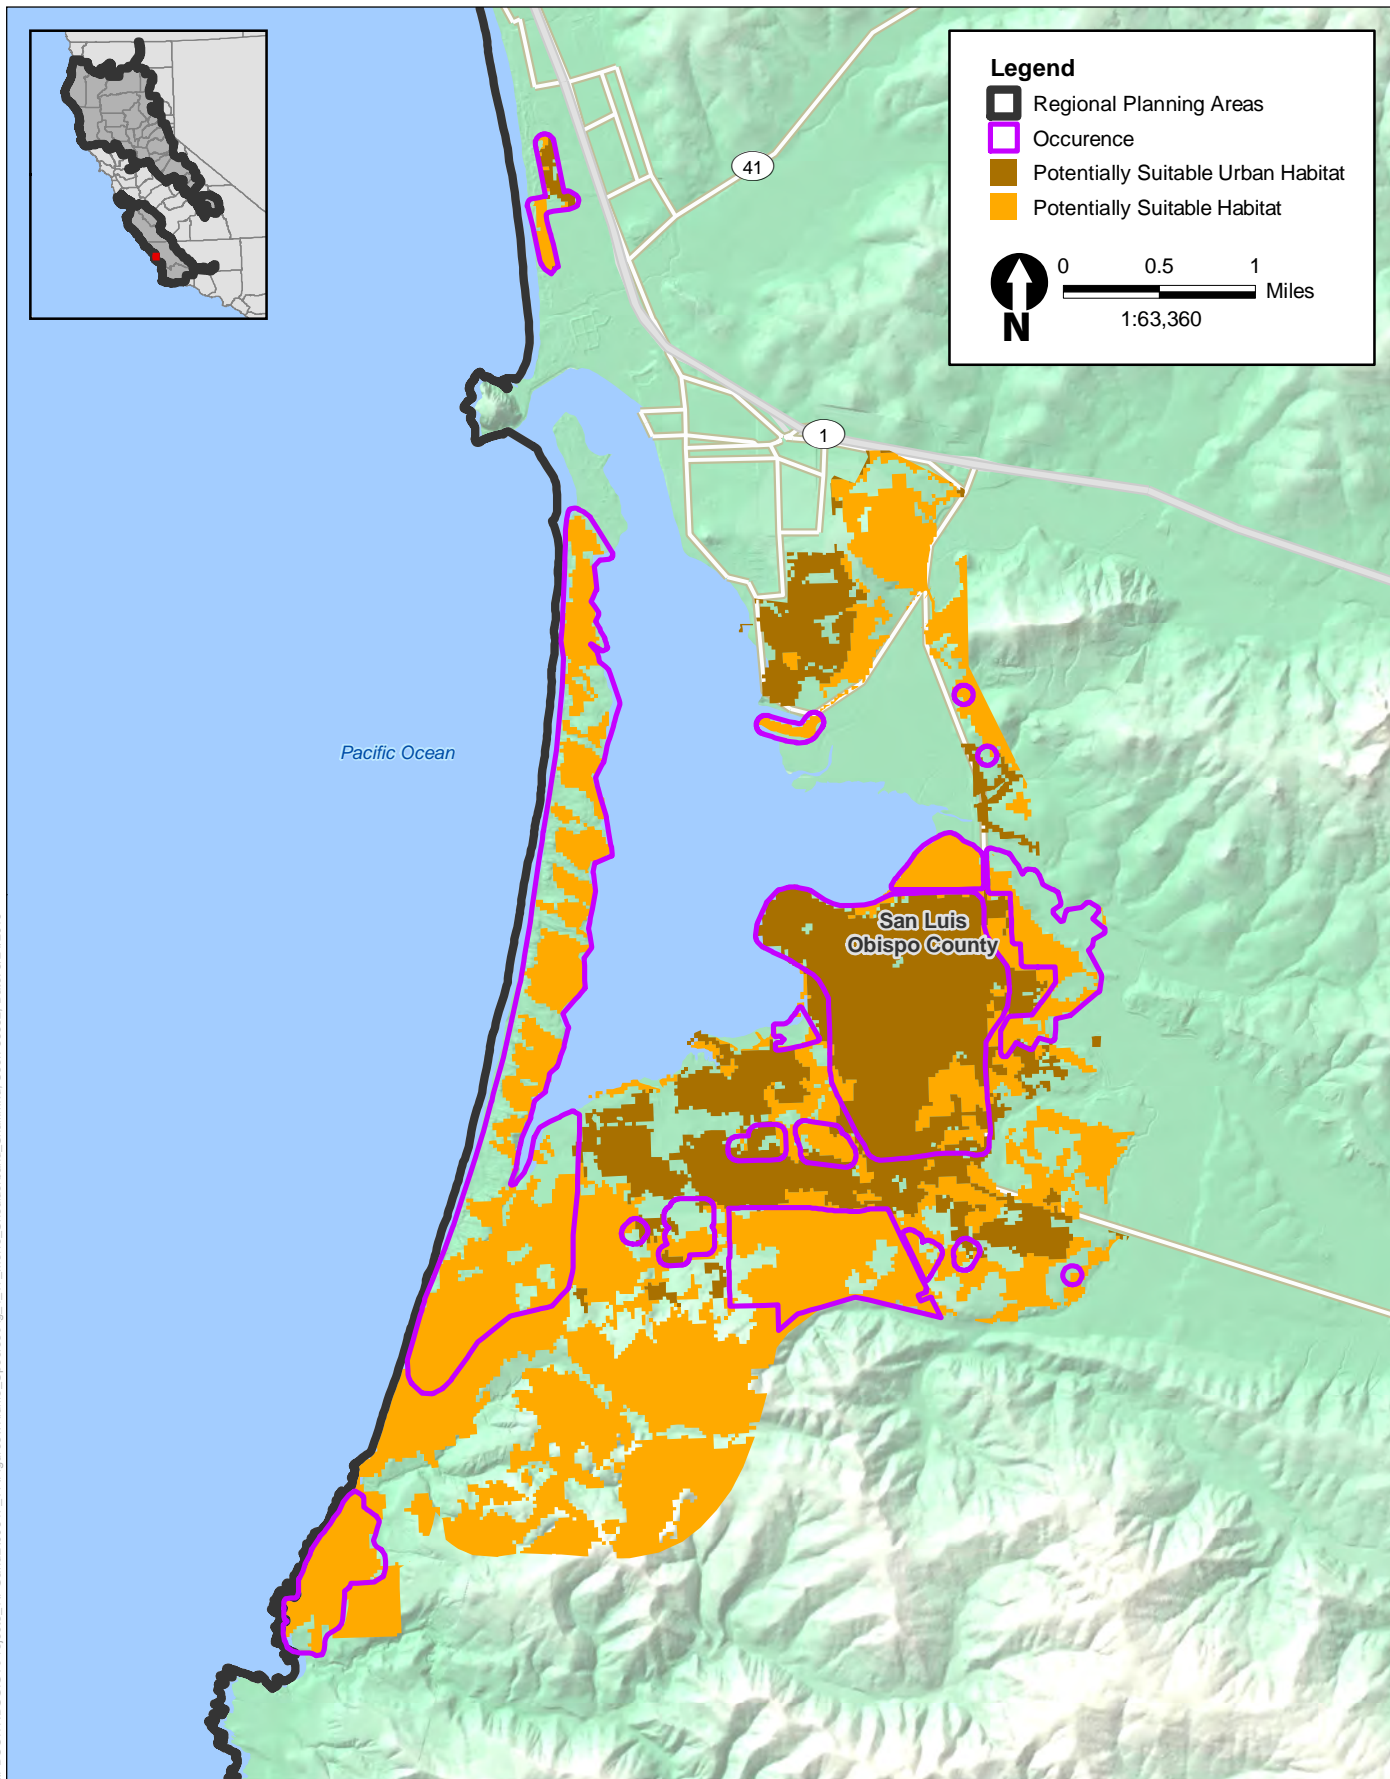 Legend
Regional Planning Areas
Occurence
Potentially Suitable Urban Habitat
Potentially Suitable Habitat
0 0.5 1
Miles
1:63,360
N
41
1
Pacific Ocean
San Luis
Obispo County